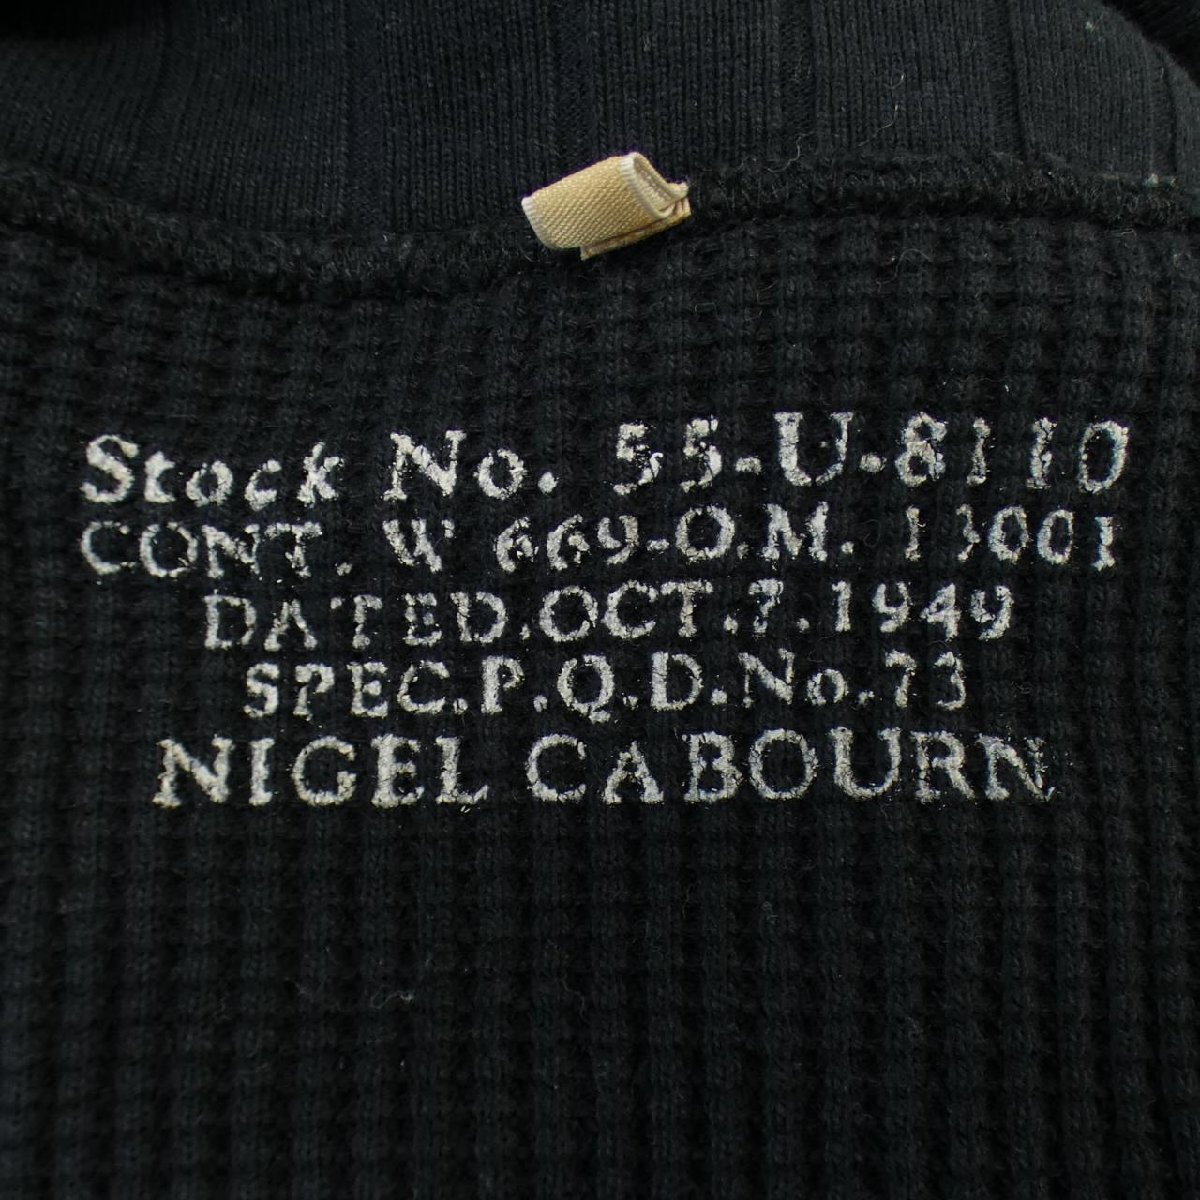 Stock No. 55-U-8110
CONT. W 669-O.M. 13001
DATED.OCT.7.1949
SPEC.P.Q.D.No.73
NIGEL CABOURN